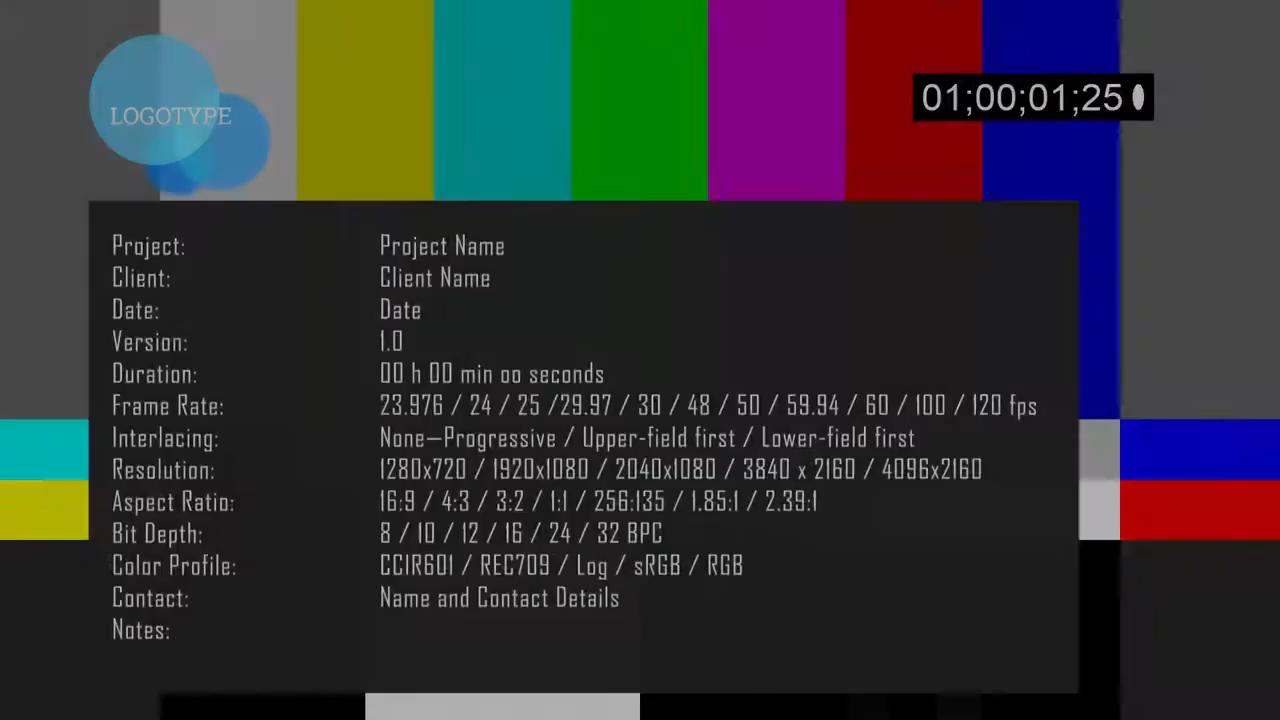 LOGOTYPE
01;00;01;25
Project: Project Name
Client: Client Name
Date: Date
Version: 1.0
Duration: 00 h 00 min oo seconds
Frame Rate: 23.976 / 24 / 25 /29.97 / 30 / 48 / 50 / 59.94 / 60 / 100 / 120 fps
Interlacing: None—Progressive / Upper-field first / Lower-field first
Resolution: 1280x720 / 1920x1080 / 2040x1080 / 3840 x 2160 / 4096x2160
Aspect Ratio: 16:9 / 4:3 / 3:2 / 1:1 / 256:135 / 1.85:1 / 2.39:1
Bit Depth: 8 / 10 / 12 / 16 / 24 / 32 BPC
Color Profile: CCIR601 / REC709 / Log / sRGB / RGB
Contact: Name and Contact Details
Notes: